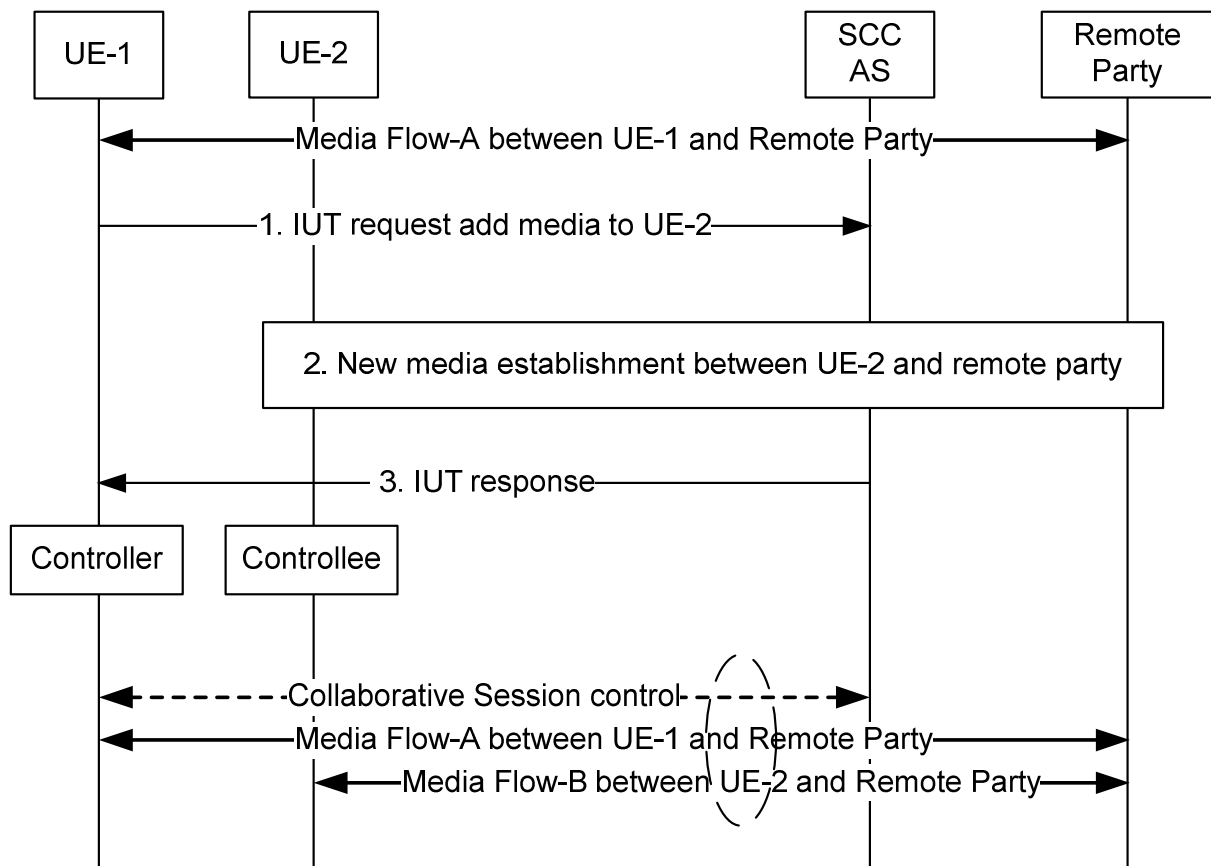 UE-1
UE-2
SCC
AS
Remote
Party
Media Flow-A between UE-1 and Remote Party
1. IUT request add media to UE-2
2. New media establishment between UE-2 and remote party
3. IUT response
Controller
Controllee
Collaborative Session control
Media Flow-A between UE-1 and Remote Party
Media Flow-B between UE-2 and Remote Party